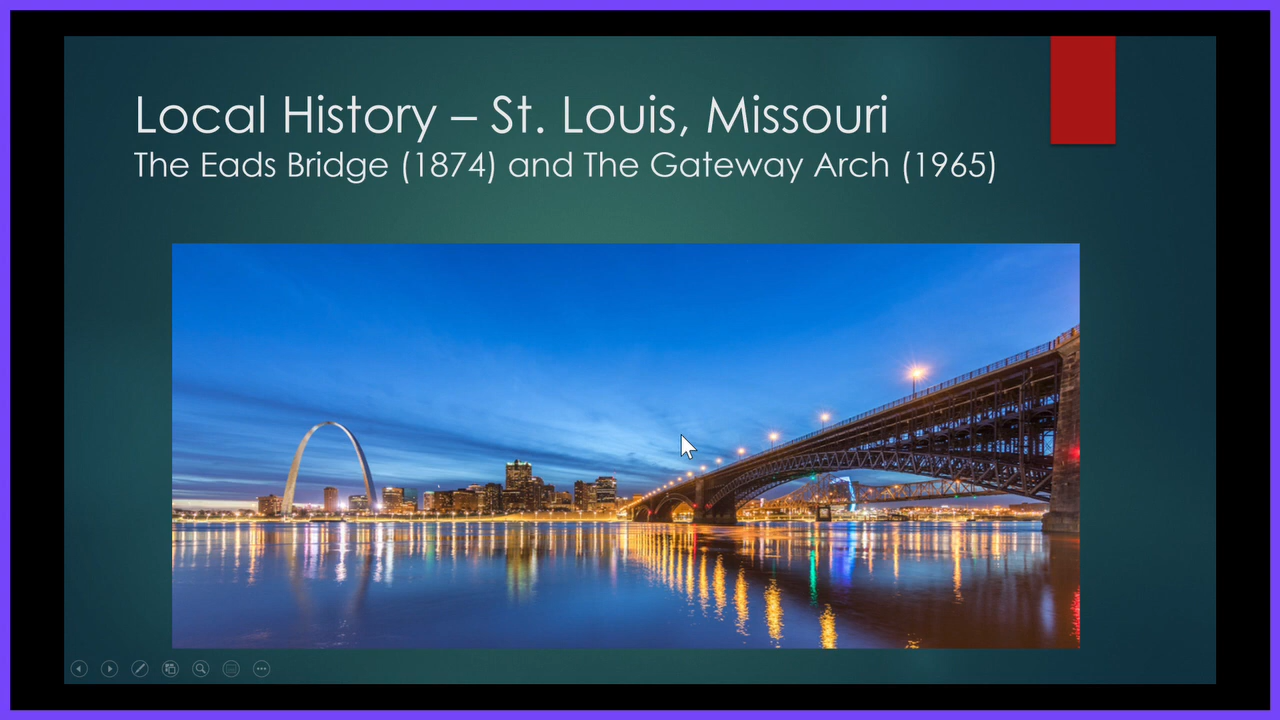 Local History – St. Louis, Missouri
The Eads Bridge (1874) and The Gateway Arch (1965)